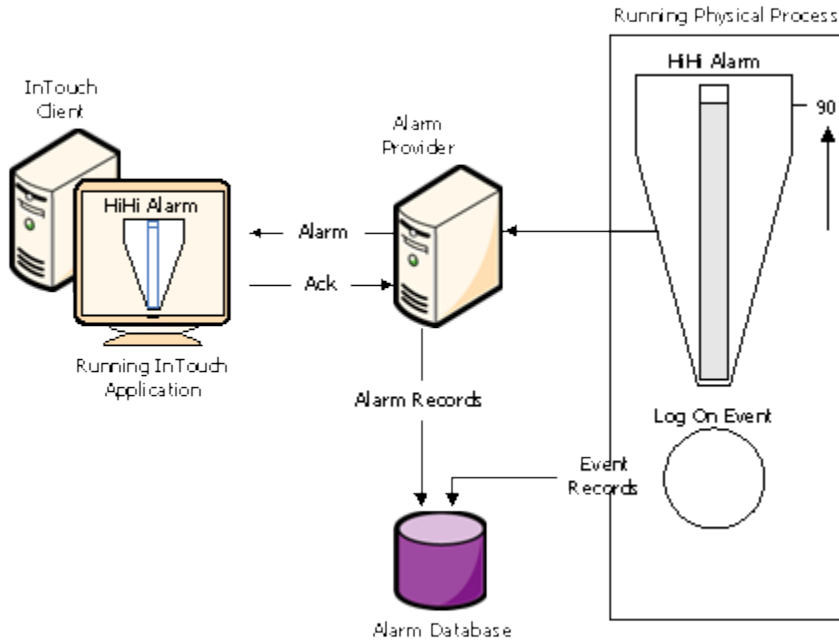 Running Physical Process
HiHi Alarm
90
InTouch
Client
Alarm
Provider
HiHi Alarm
Alarm
Ack
Running InTouch
Application
Alarm Records
Log On Event
Event
Records
Alarm Database